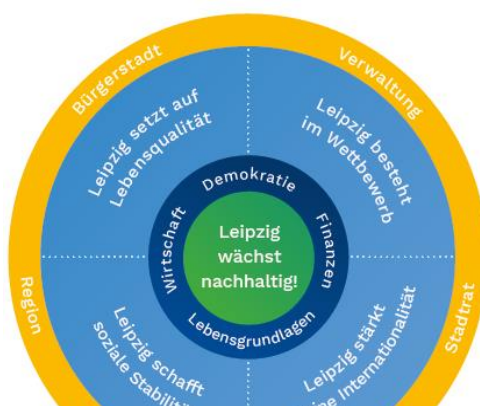 Bürgerstadt
Verwaltung
Leipzig setzt auf
Lebensqualität
Leipzig besteht
im Wettbewerb
Demokratie
Wirtschaft
Finanzen
Leipzig
wächst
nachhaltig!
Lebensgrundlagen
Region
Stadtrat
Leipzig schafft
soziale
Leipzig stärkt
Internationalität